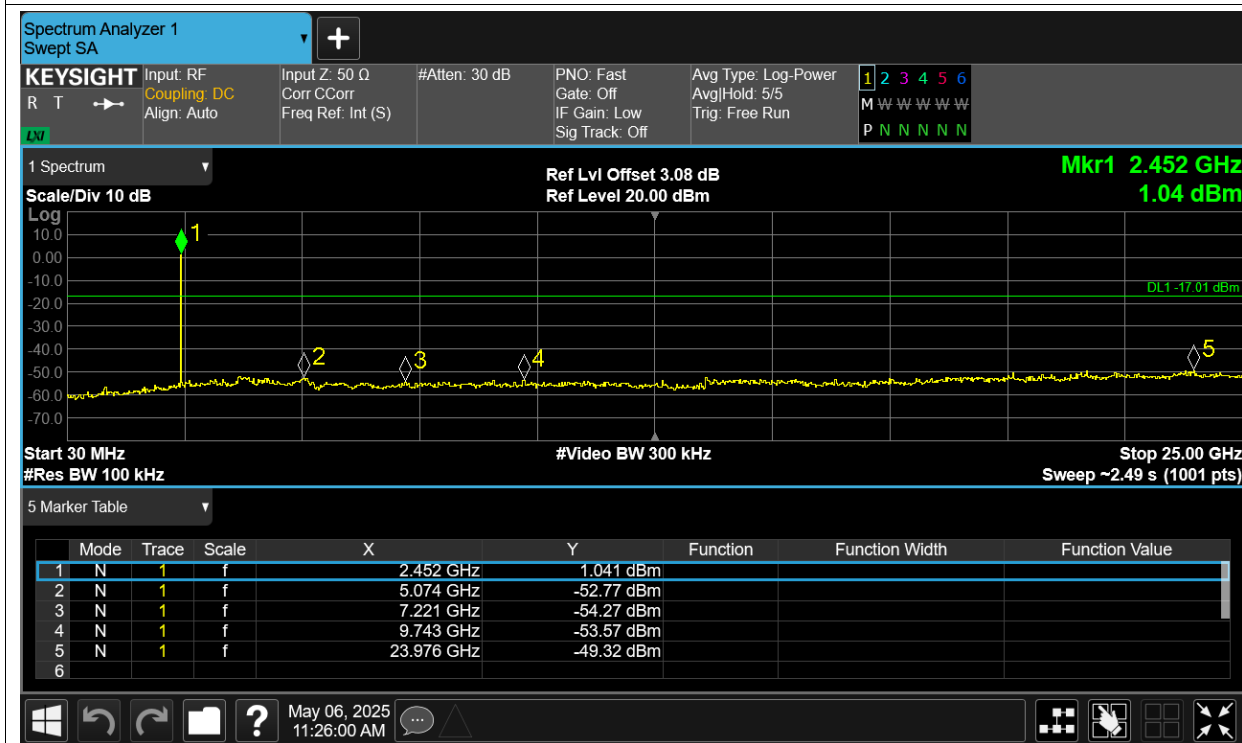 Spectrum Analyzer 1
Swept SA
KEYSIGHT
R T
LXI
Input: RF
Coupling: DC
Align: Auto
Input Z: 50 Ω
Corr CCorr
Freq Ref: Int (S)
#Atten: 30 dB
PNO: Fast
Gate: Off
IF Gain: Low
Sig Track: Off
Avg Type: Log-Power
Avg|Hold: 5/5
Trig: Free Run
1 2 3 4 5 6
M W W W W W
P N N N N N
1 Spectrum
Scale/Div 10 dB
Ref Lvl Offset 3.08 dB
Ref Level 20.00 dBm
Mkr1 2.452 GHz
1.04 dBm
Log
10.0
0.00
-10.0
-20.0
-30.0
-40.0
-50.0
-60.0
-70.0
1
2
3
4
5
DL1 -17.01 dBm
Start 30 MHz
#Res BW 100 kHz
#Video BW 300 kHz
Stop 25.00 GHz
Sweep ~2.49 s (1001 pts)
5 Marker Table
Mode Trace Scale X Y Function Function Width Function Value
1 N 1 f 2.452 GHz 1.041 dBm
2 N 1 f 5.074 GHz -52.77 dBm
3 N 1 f 7.221 GHz -54.27 dBm
4 N 1 f 9.743 GHz -53.57 dBm
5 N 1 f 23.976 GHz -49.32 dBm
6
?
May 06, 2025
11:26:00 AM